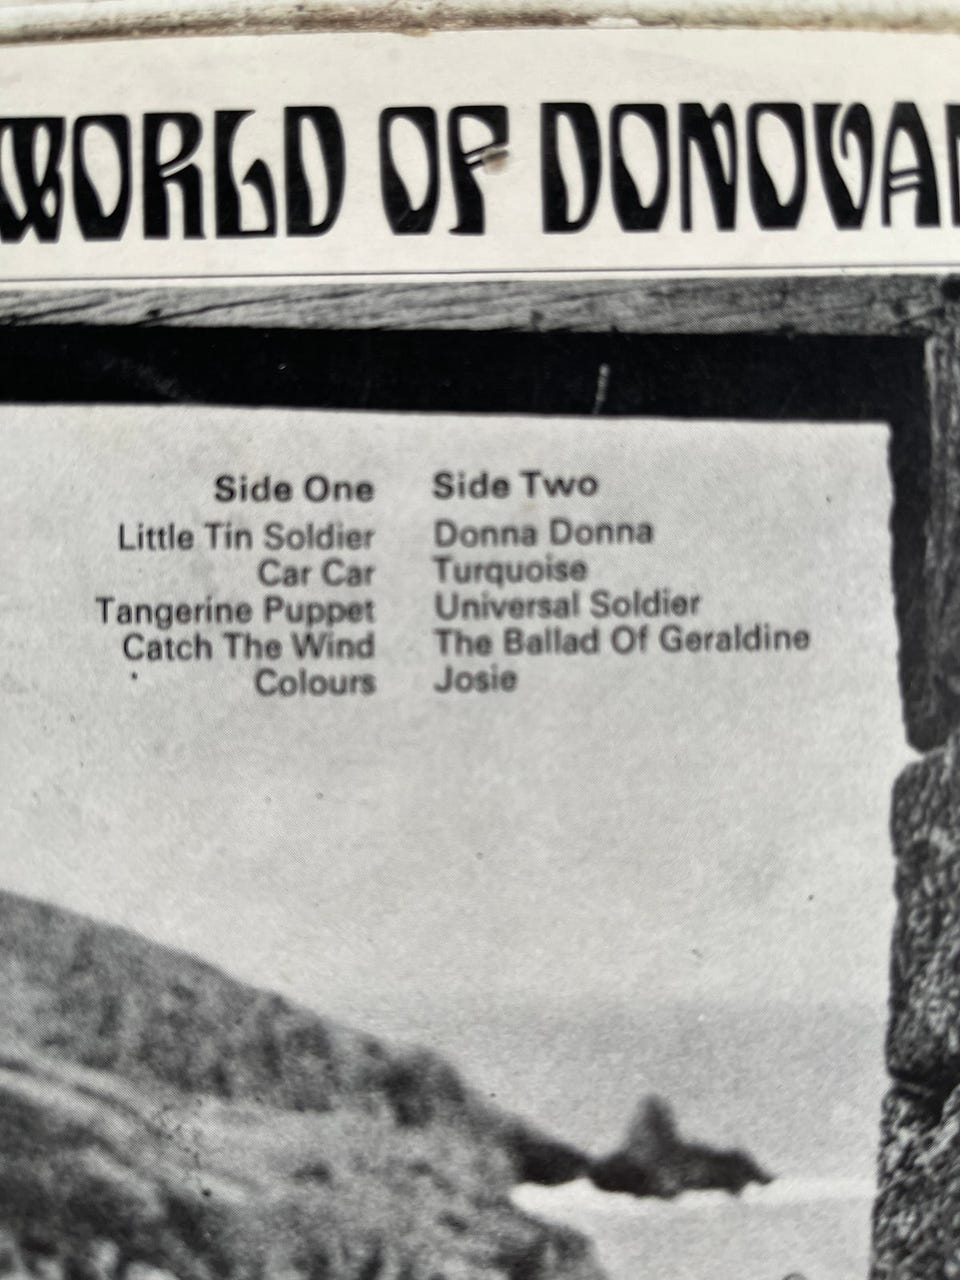 WORLD OF DONOVAN
Side One
Little Tin Soldier
Car Car
Tangerine Puppet
Catch The Wind
Colours
Side Two
Donna Donna
Turquoise
Universal Soldier
The Ballad Of Geraldine
Josie